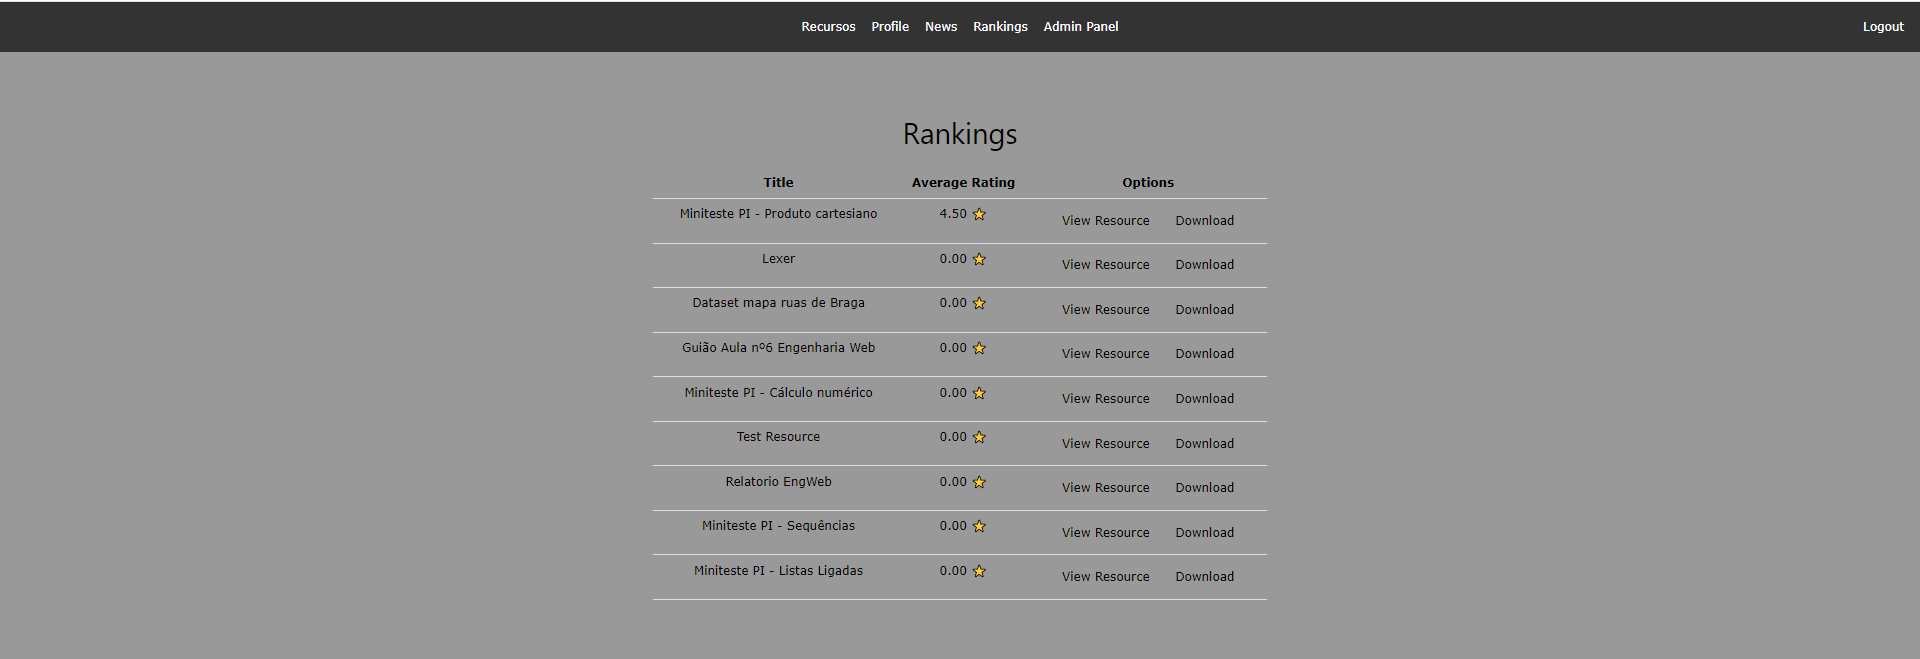 Recursos Profile News Rankings Admin Panel Logout
Rankings
Title Average Rating Options
Miniteste PI - Produto cartesiano 4.50 ⭐ View Resource Download
Lexer 0.00 ⭐ View Resource Download
Dataset mapa ruas de Braga 0.00 ⭐ View Resource Download
Guião Aula nº6 Engenharia Web 0.00 ⭐ View Resource Download
Miniteste PI - Cálculo numérico 0.00 ⭐ View Resource Download
Test Resource 0.00 ⭐ View Resource Download
Relatorio EngWeb 0.00 ⭐ View Resource Download
Miniteste PI - Sequências 0.00 ⭐ View Resource Download
Miniteste PI - Listas Ligadas 0.00 ⭐ View Resource Download